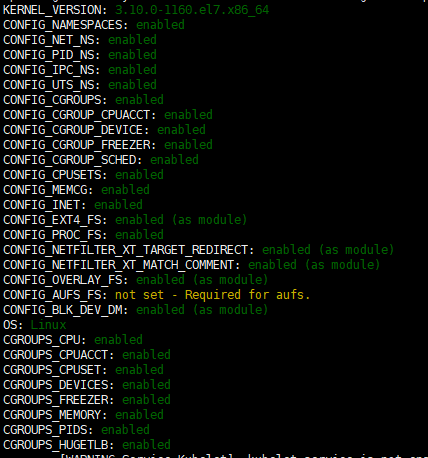 KERNEL_VERSION: 3.10.0-1160.el7.x86_64
CONFIG_NAMESPACES: enabled
CONFIG_NET_NS: enabled
CONFIG_PID_NS: enabled
CONFIG_IPC_NS: enabled
CONFIG_UTS_NS: enabled
CONFIG_CGROUPS: enabled
CONFIG_CGROUP_CPUACCT: enabled
CONFIG_CGROUP_DEVICE: enabled
CONFIG_CGROUP_FREEZER: enabled
CONFIG_CGROUP_SCHED: enabled
CONFIG_CPUSETS: enabled
CONFIG_MEMCG: enabled
CONFIG_INET: enabled
CONFIG_EXT4_FS: enabled (as module)
CONFIG_PROC_FS: enabled
CONFIG_NETFILTER_XT_TARGET_REDIRECT: enabled (as module)
CONFIG_NETFILTER_XT_MATCH_COMMENT: enabled (as module)
CONFIG_OVERLAY_FS: enabled (as module)
CONFIG_AUFS_FS: not set - Required for aufs.
CONFIG_BLK_DEV_DM: enabled (as module)
OS: Linux
CGROUPS_CPU: enabled
CGROUPS_CPUACCT: enabled
CGROUPS_CPUSET: enabled
CGROUPS_DEVICES: enabled
CGROUPS_FREEZER: enabled
CGROUPS_MEMORY: enabled
CGROUPS_PIDS: enabled
CGROUPS_HUGETLB: enabled
[WARNING Service-Kubelet]: kubelet service is not